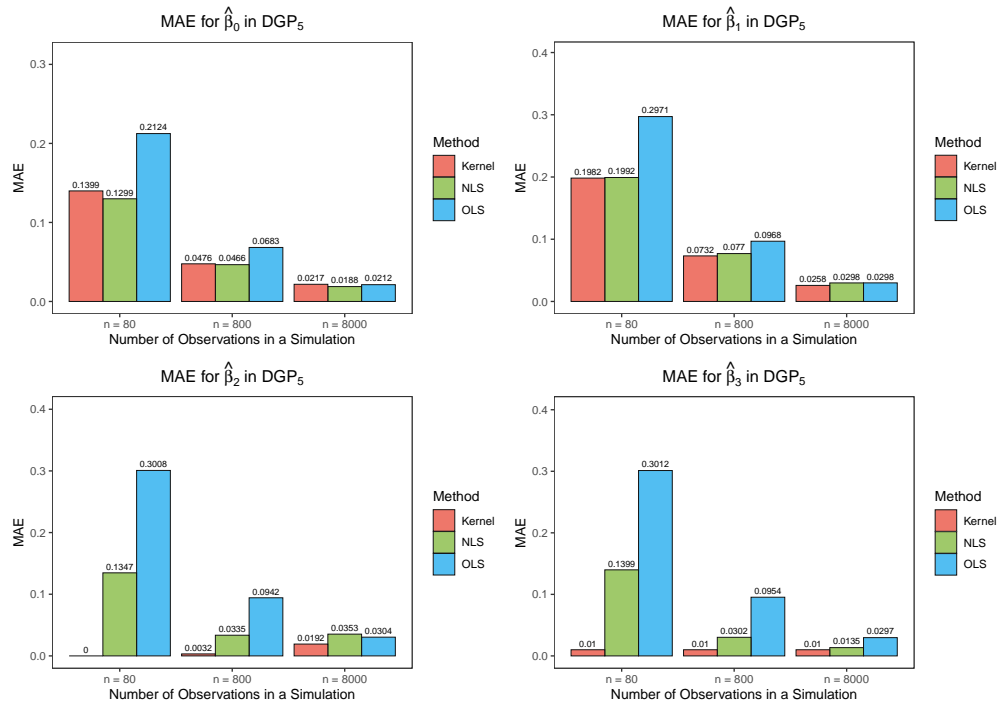 MAE for β̂₀ in DGP₅
MAE
0.3
0.2
0.1
0.0
0.1399
0.1299
0.2124
0.0476
0.0466
0.0683
0.0217
0.0188
0.0212
n = 80
n = 800
n = 8000
Number of Observations in a Simulation
Method
Kernel
NLS
OLS
MAE for β̂₁ in DGP₅
MAE
0.4
0.3
0.2
0.1
0.0
0.1982
0.1992
0.2971
0.0732
0.077
0.0968
0.0258
0.0298
0.0298
n = 80
n = 800
n = 8000
Number of Observations in a Simulation
Method
Kernel
NLS
OLS
MAE for β̂₂ in DGP₅
MAE
0.4
0.3
0.2
0.1
0.0
0
0.1347
0.3008
0.0032
0.0335
0.0942
0.0192
0.0353
0.0304
n = 80
n = 800
n = 8000
Number of Observations in a Simulation
Method
Kernel
NLS
OLS
MAE for β̂₃ in DGP₅
MAE
0.4
0.3
0.2
0.1
0.0
0.01
0.1399
0.3012
0.01
0.0302
0.0954
0.01
0.0135
0.0297
n = 80
n = 800
n = 8000
Number of Observations in a Simulation
Method
Kernel
NLS
OLS